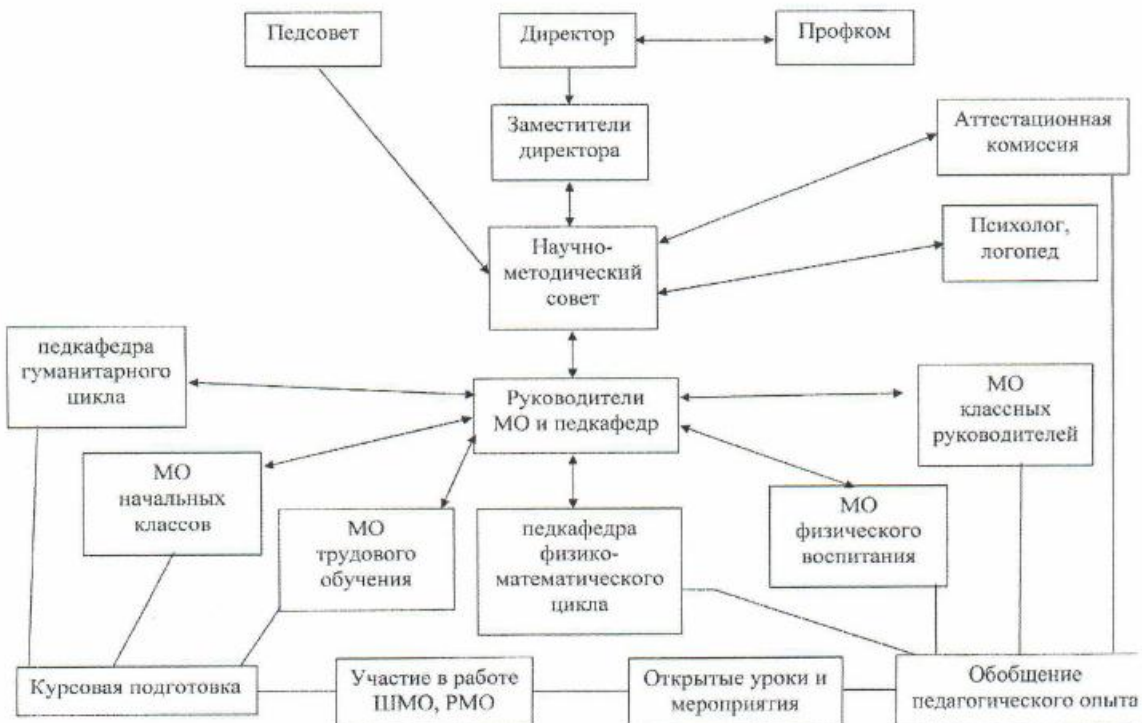 Педсовет
Директор
Профком
Заместители
директора
Аттестационная
комиссия
Научно-
методический
совет
Психолог,
логопед
педкафедра
гуманитарного
цикла
Руководители
МО и педкафедр
МО
классных
руководителей
МО
начальных
классов
МО
трудового
обучения
педкафедра
физико-
математического
цикла
МО
физического
воспитания
Курсовая подготовка
Участие в работе
ШМО, РМО
Открытые уроки и
мероприятия
Обобщение
педагогического опыта